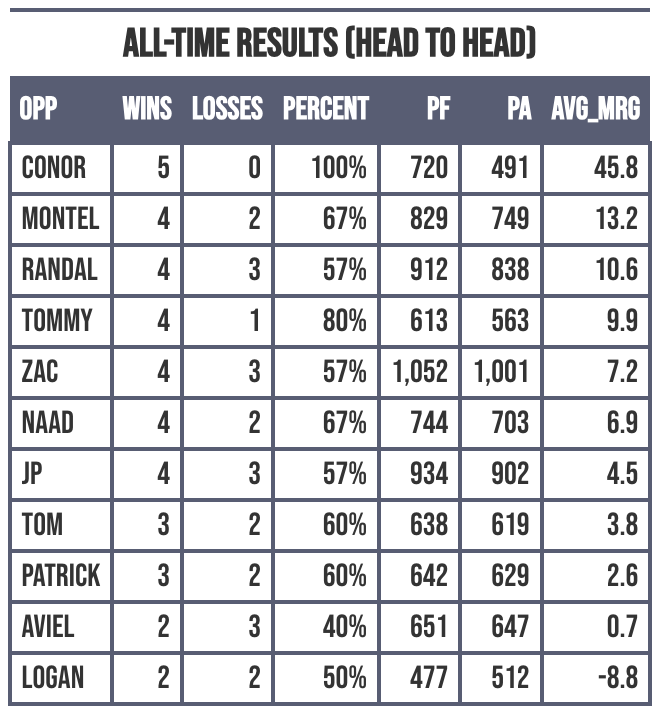 ALL-TIME RESULTS (HEAD TO HEAD)
OPP WINS LOSSES PERCENT PF PA AVG_MRG
CONOR 5 0 100% 720 491 45.8
MONTEL 4 2 67% 829 749 13.2
RANDAL 4 3 57% 912 838 10.6
TOMMY 4 1 80% 613 563 9.9
ZAC 4 3 57% 1,052 1,001 7.2
NAAD 4 2 67% 744 703 6.9
JP 4 3 57% 934 902 4.5
TOM 3 2 60% 638 619 3.8
PATRICK 3 2 60% 642 629 2.6
AVIEL 2 3 40% 651 647 0.7
LOGAN 2 2 50% 477 512 -8.8